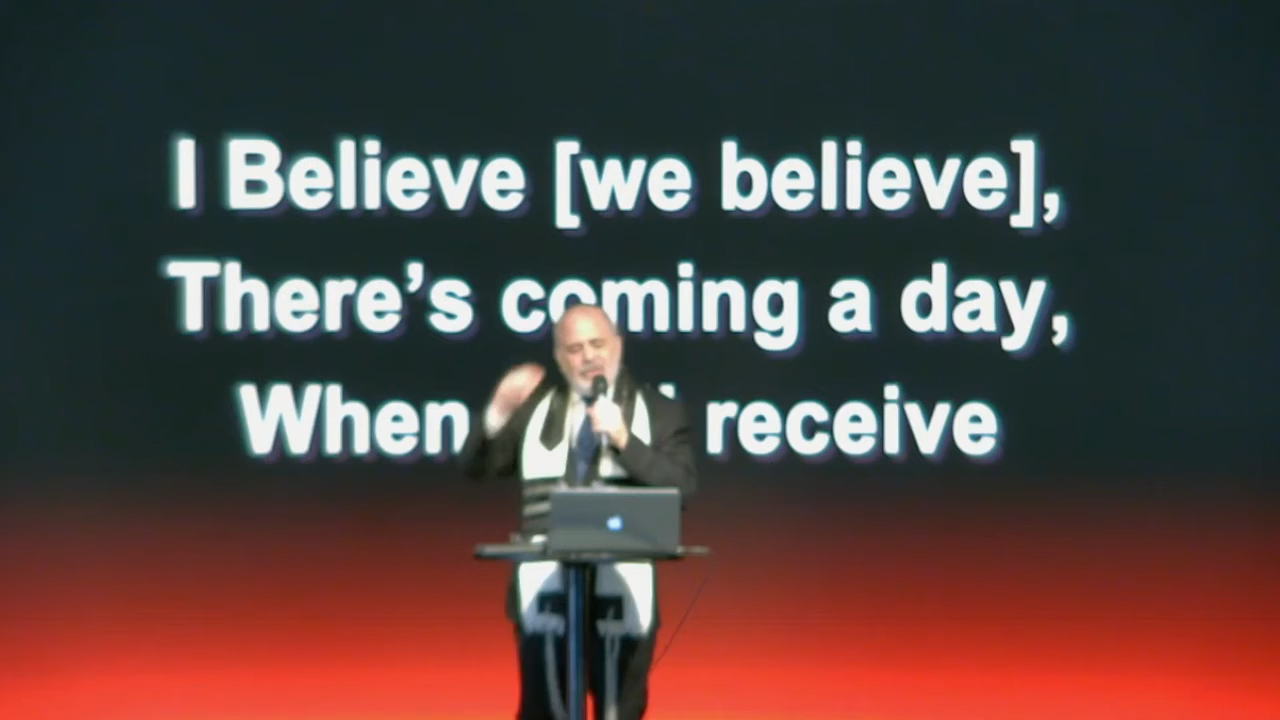 I Believe [we believe],
There's coming a day,
When receive